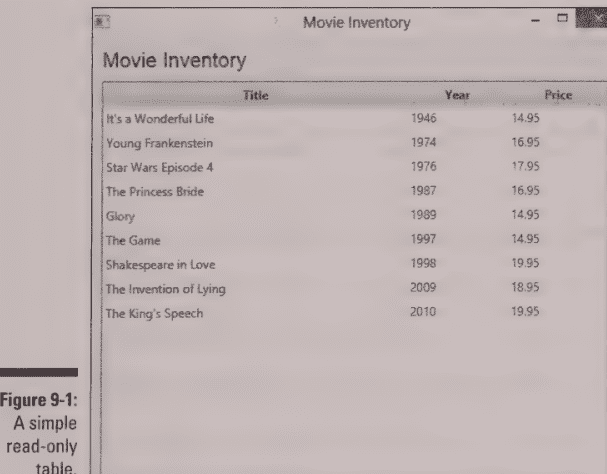 Movie Inventory
Movie Inventory
Title Year Price
It's a Wonderful Life 1946 14.95
Young Frankenstein 1974 16.95
Star Wars Episode 4 1976 17.95
The Princess Bride 1987 16.95
Glory 1989 14.95
The Game 1997 14.95
Shakespeare in Love 1998 19.95
The Invention of Lying 2009 18.95
The King's Speech 2010 19.95
Figure 9-1:
A simple
read-only
table.